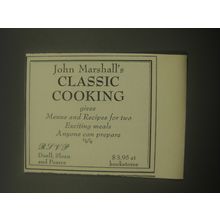 John Marshall's
CLASSIC
COOKING
gives
Menus and Recipes for two
Exciting meals
Anyone can prepare
RSVP
Duell, Sloan
and Pearce
$3.95 at
bookstores